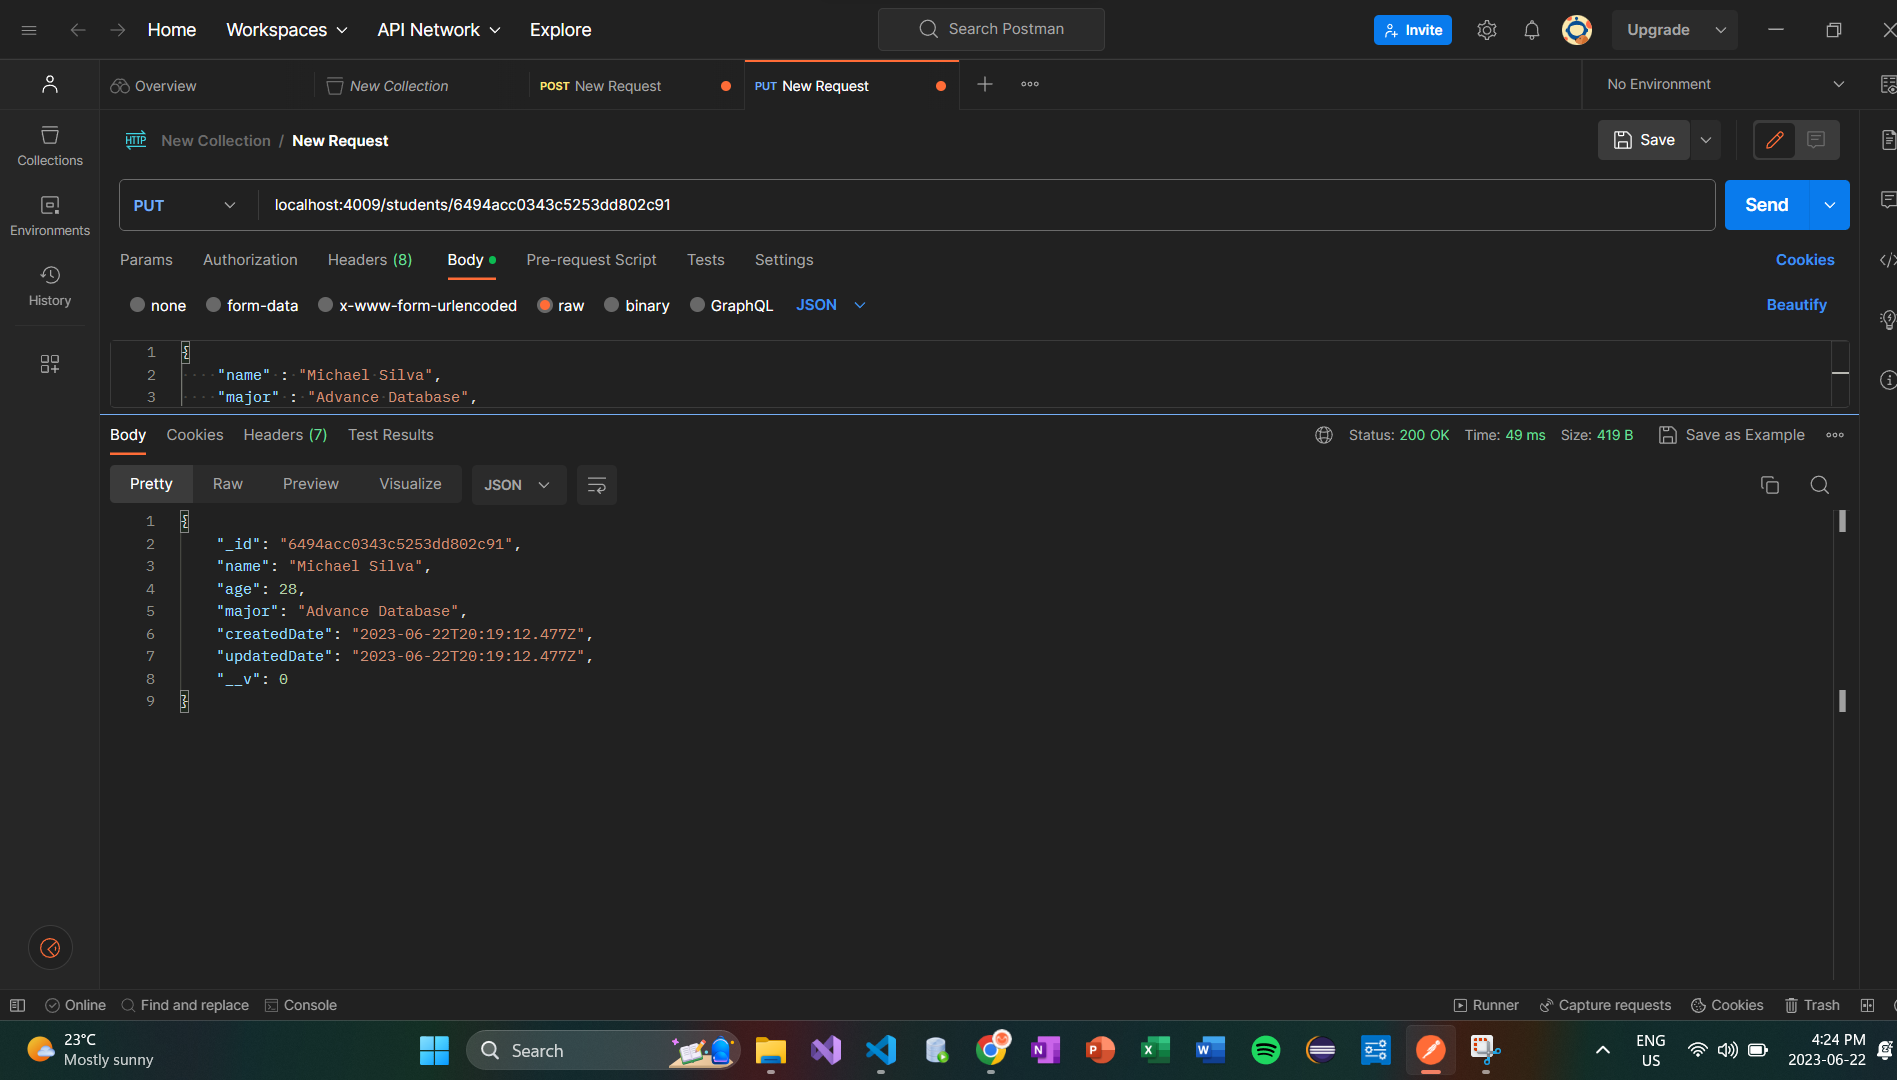 Home Workspaces API Network Explore Search Postman Invite Upgrade
Overview New Collection POST New Request PUT New Request No Environment
HTTP New Collection / New Request Save
Collections
Environments
History
PUT localhost:4009/students/6494acc0343c5253dd802c91 Send
Params Authorization Headers (8) Body Pre-request Script Tests Settings Cookies
none form-data x-www-form-urlencoded raw binary GraphQL JSON Beautify
1 {
2 "name" : "Michael Silva",
3 "major" : "Advance Database",
Body Cookies Headers (7) Test Results Status: 200 OK Time: 49 ms Size: 419 B Save as Example
Pretty Raw Preview Visualize JSON
1 {
2 "_id": "6494acc0343c5253dd802c91",
3 "name": "Michael Silva",
4 "age": 28,
5 "major": "Advance Database",
6 "createdDate": "2023-06-22T20:19:12.477Z",
7 "updatedDate": "2023-06-22T20:19:12.477Z",
8 "__v": 0
9 }
Online Find and replace Console Runner Capture requests Cookies Trash
23°C
Mostly sunny
Search
ENG
US
4:24 PM
2023-06-22